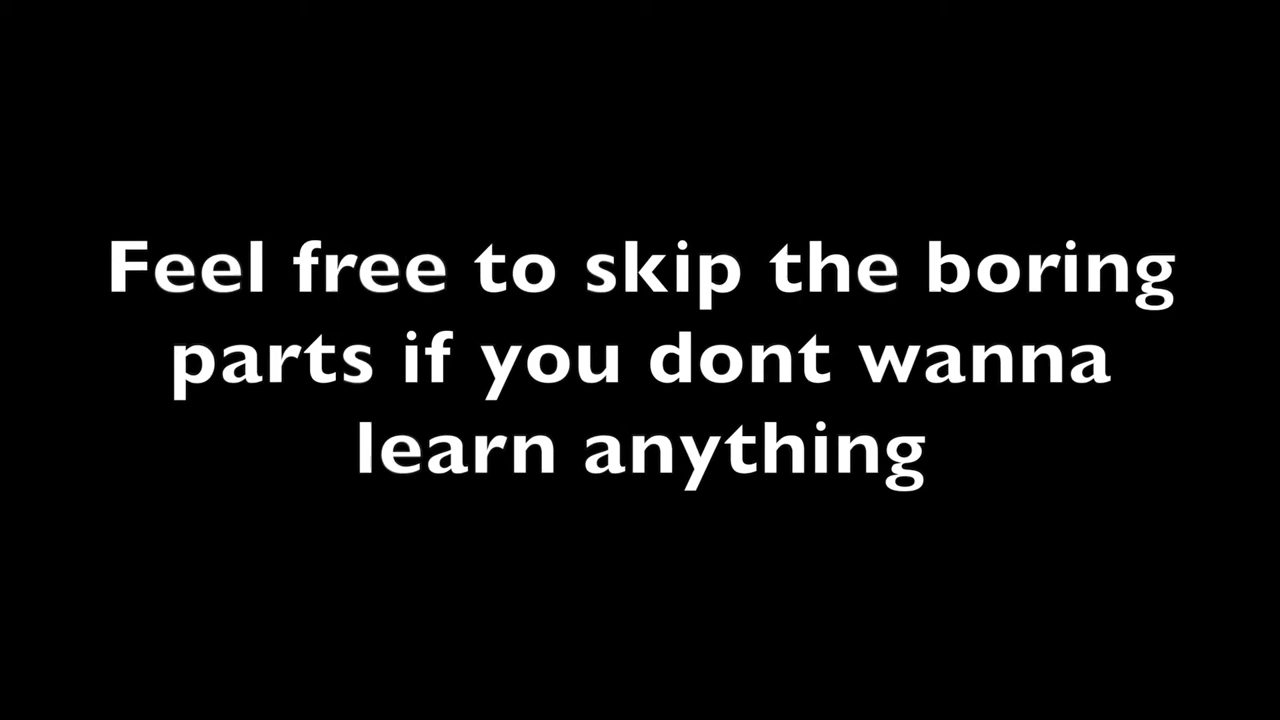 Feel free to skip the boring
parts if you dont wanna
learn anything